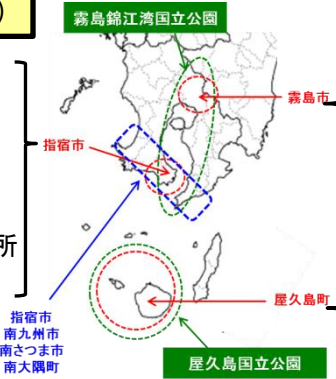 )
霧島錦江湾国立公園
霧島市
指宿市
所
屋久島町
指宿市
南九州市
南さつま市
南大隅町
屋久島国立公園